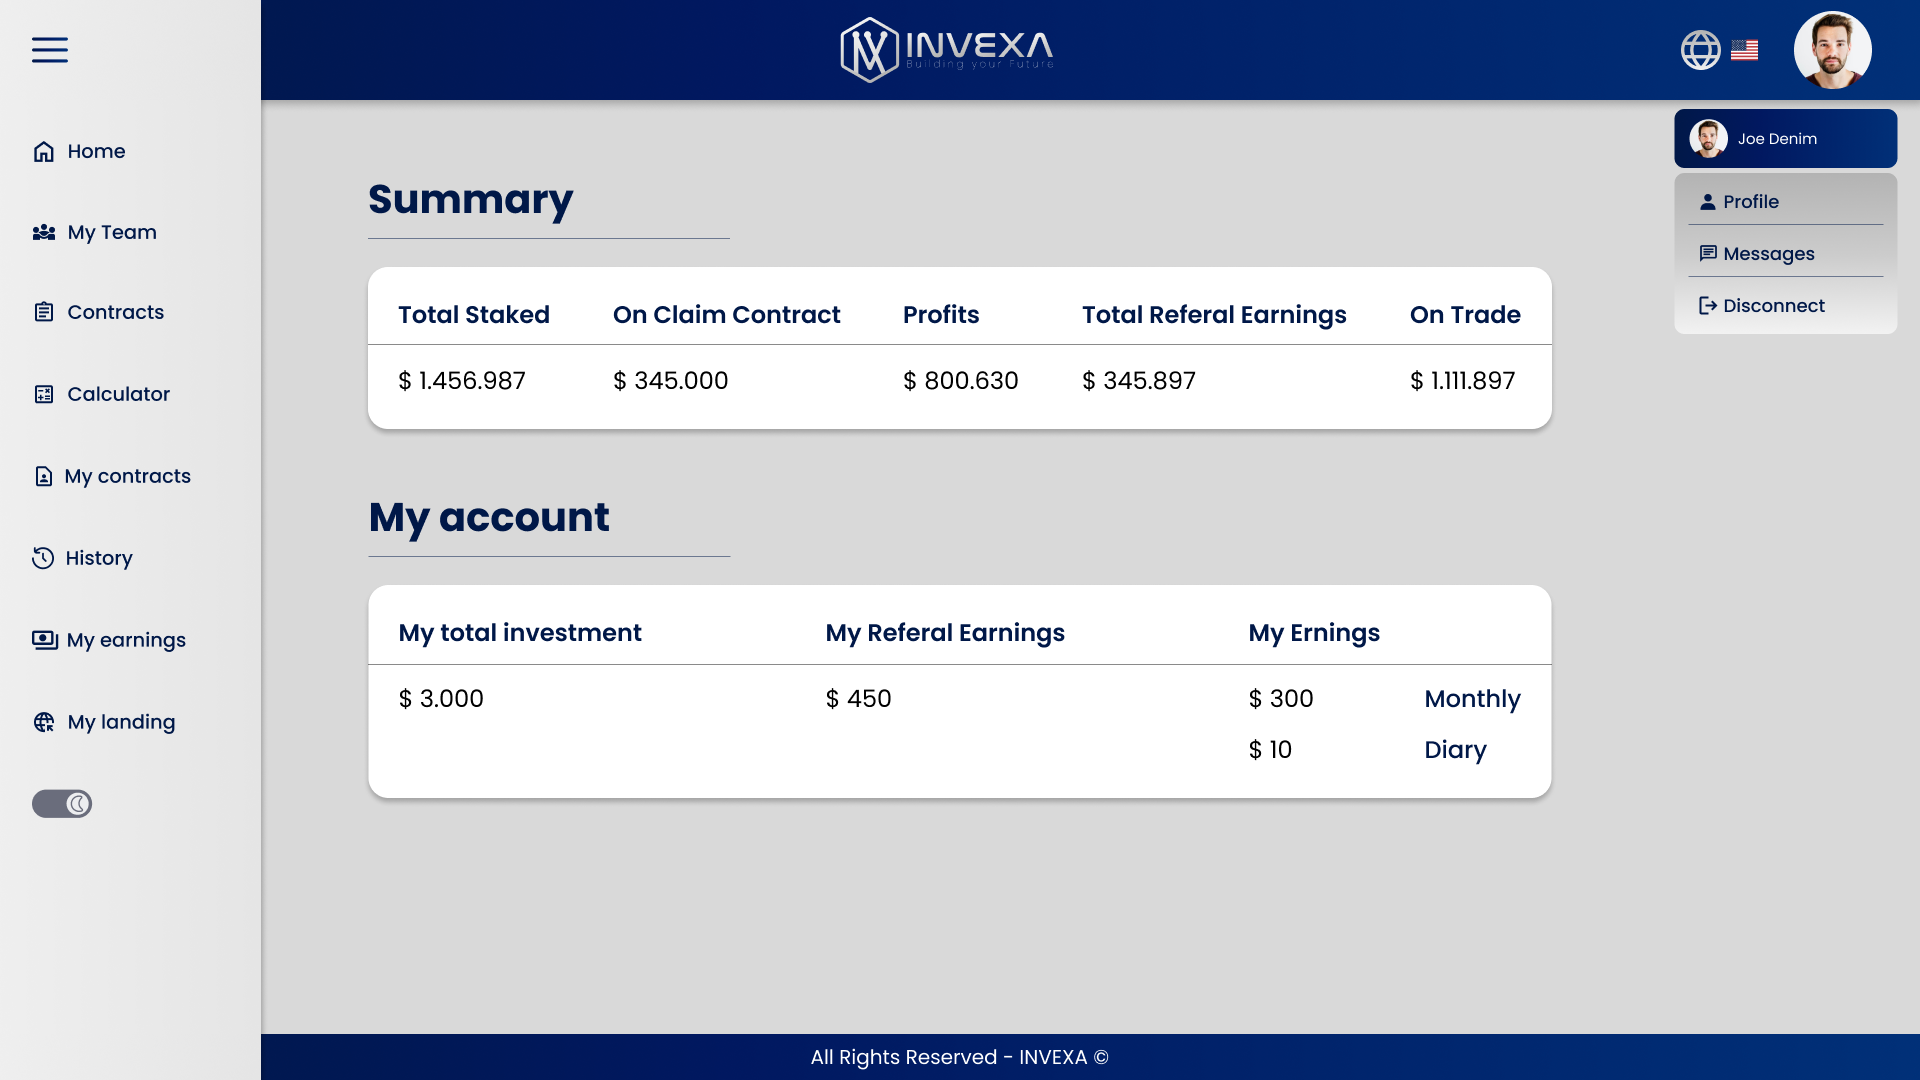 INVEXA
Building your Future
Joe Denim
Profile
Messages
Disconnect
Home
My Team
Contracts
Calculator
My contracts
History
My earnings
My landing
Summary
Total Staked On Claim Contract Profits Total Referal Earnings On Trade
$ 1.456.987 $ 345.000 $ 800.630 $ 345.897 $ 1.111.897
My account
My total investment My Referal Earnings My Ernings
$ 3.000 $ 450 $ 300 Monthly
$ 10 Diary
All Rights Reserved - INVEXA ©